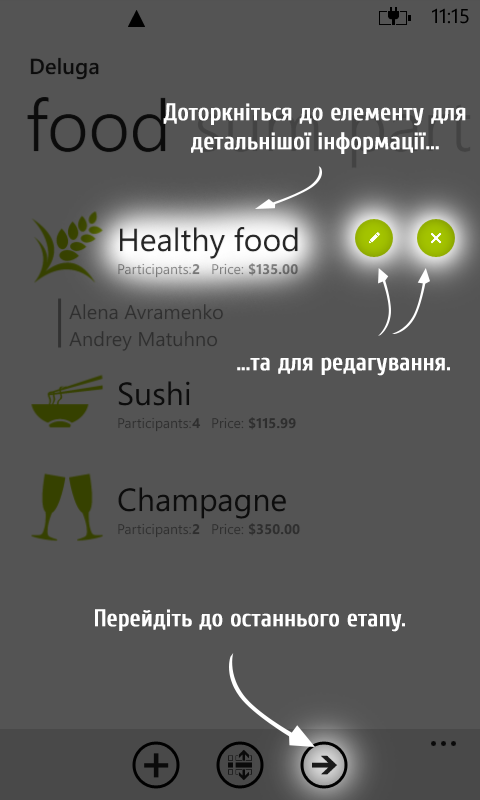 11:15
Deluga
food sum part
Доторкніться до елементу для
детальнішої інформації...
Healthy food
Participants:2 Price: $135.00
Alena Avramenko
Andrey Matuhno
...та для редагування.
Sushi
Participants:4 Price: $115.99
Champagne
Participants:2 Price: $350.00
Перейдіть до останнього етапу.